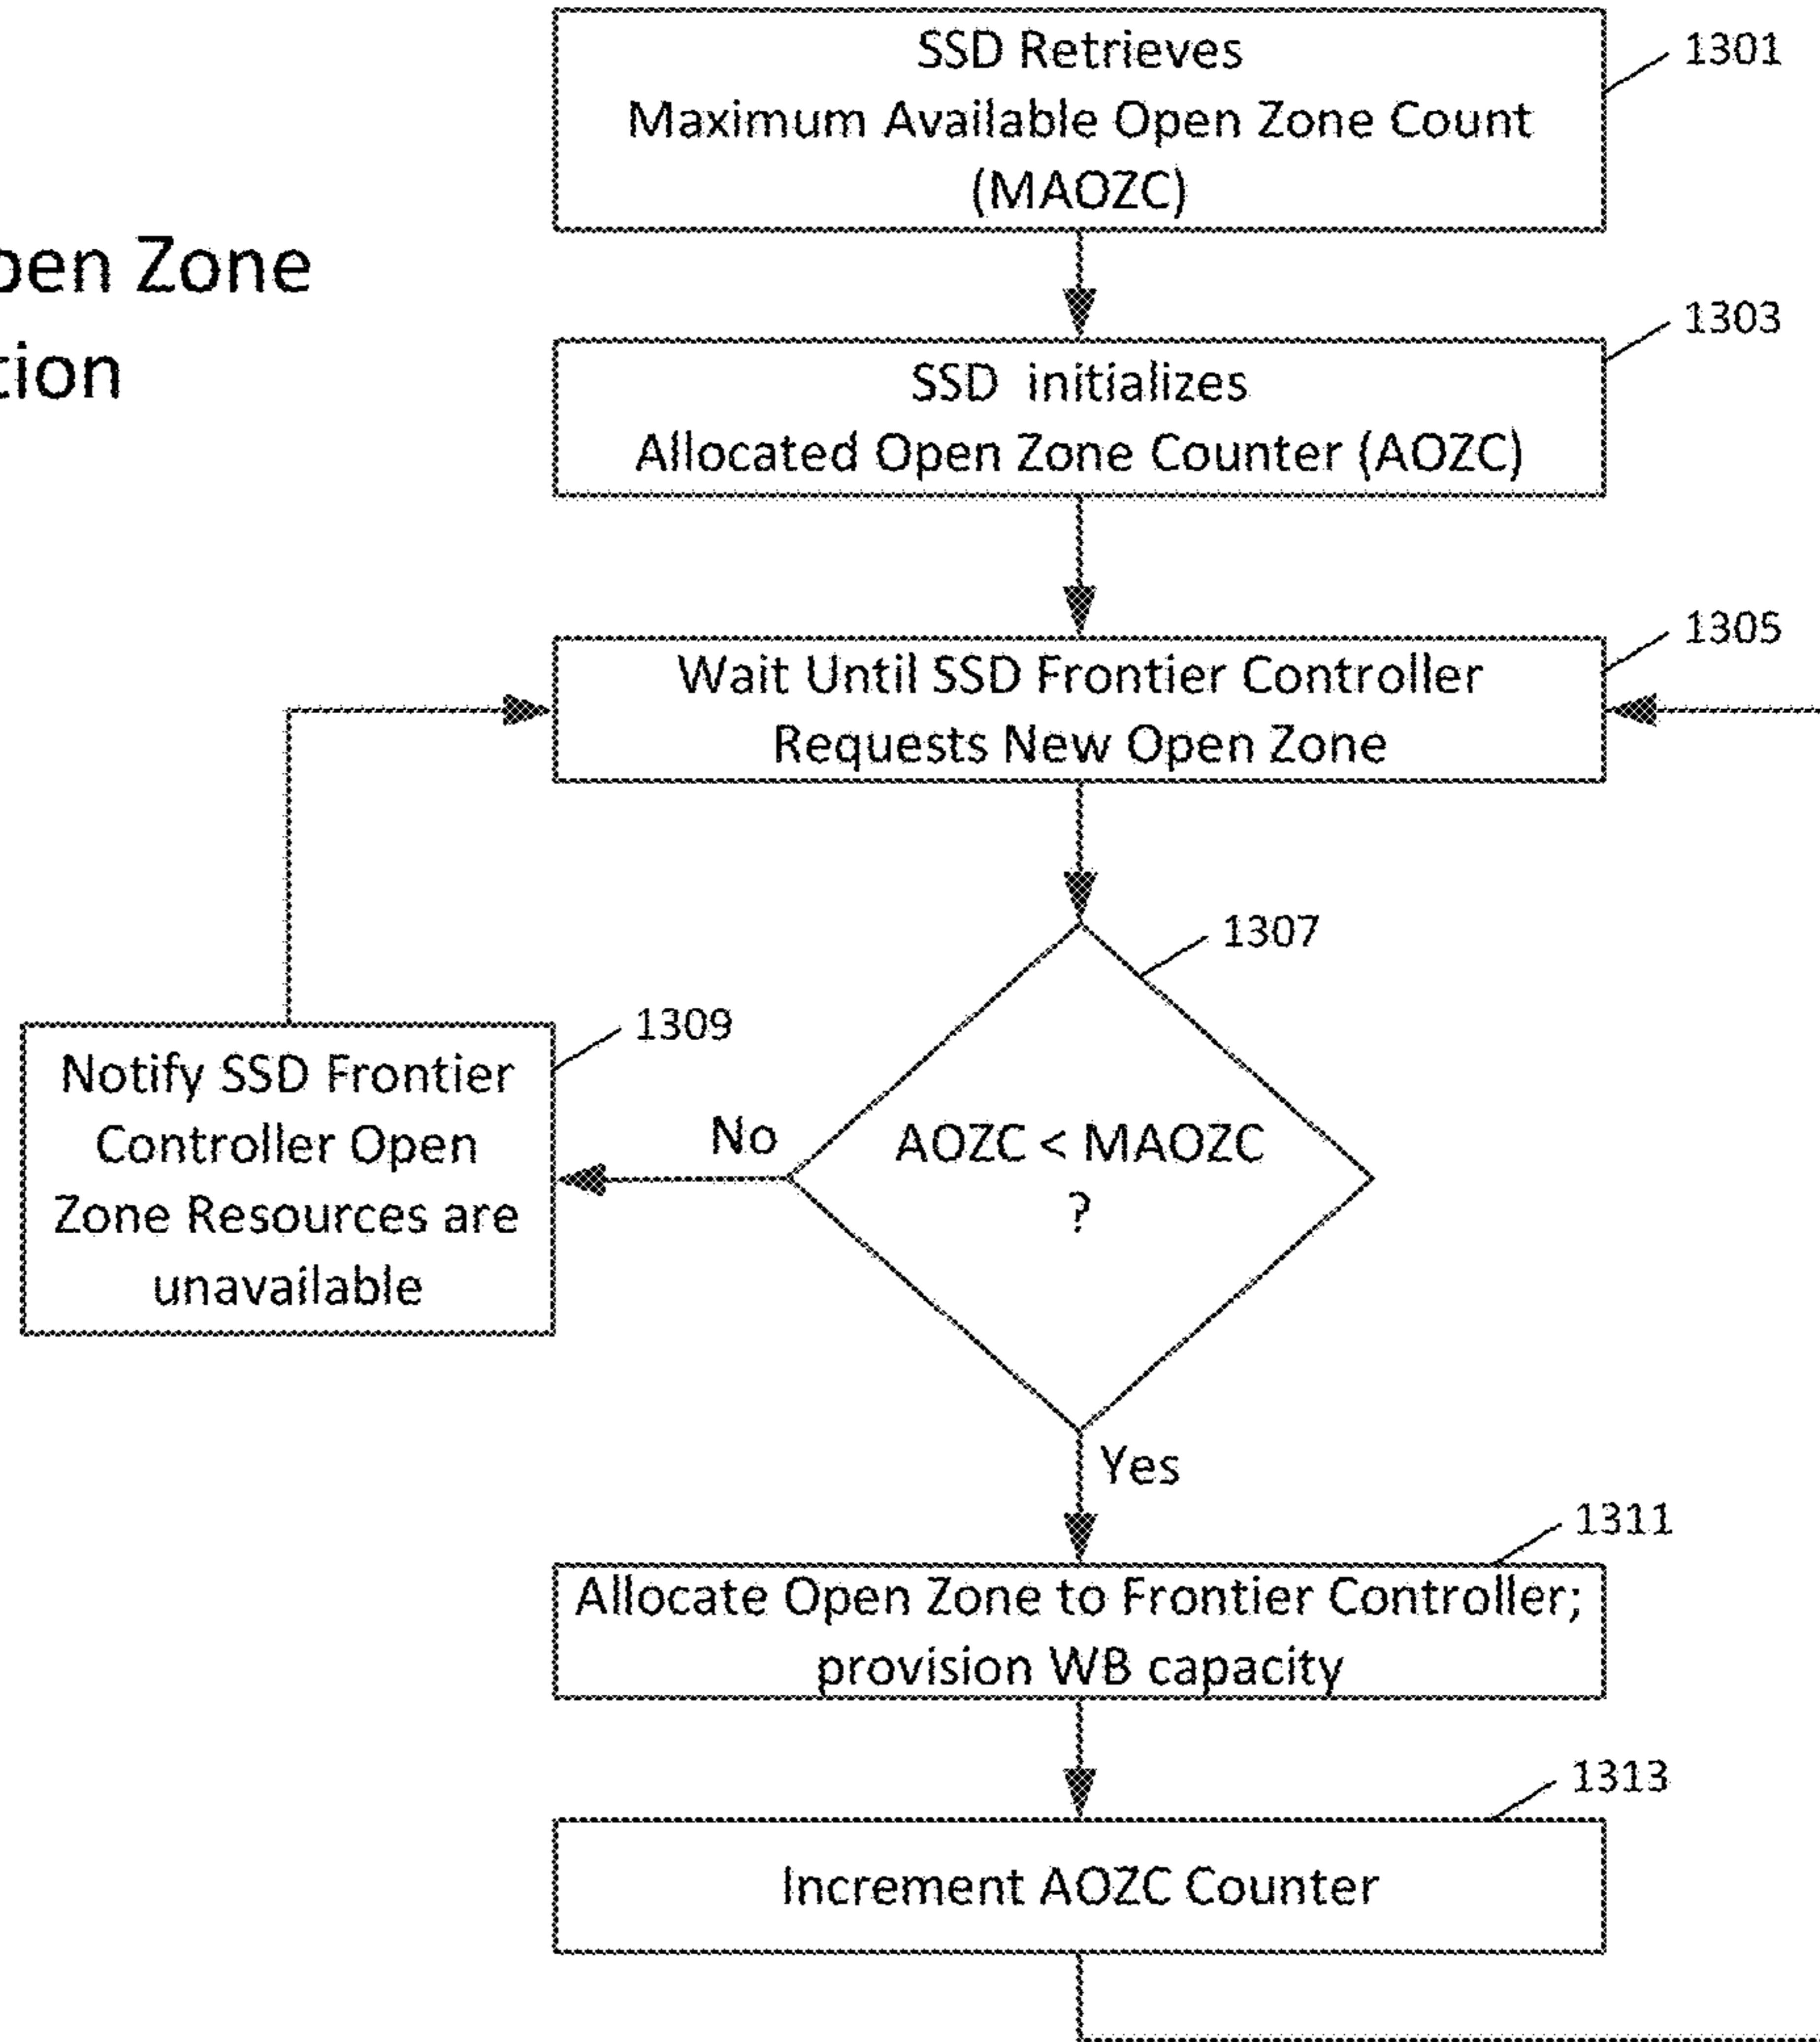 SSD Retrieves
Maximum Available Open Zone Count
(MAOZC)
1301
pen Zone
tion
SSD initializes
Allocated Open Zone Counter (AOZC)
1303
Wait Until SSD Frontier Controller
Requests New Open Zone
1305
1307
AOZC < MAOZC
?
No
1309
Notify SSD Frontier
Controller Open
Zone Resources are
unavailable
Yes
1311
Allocate Open Zone to Frontier Controller;
provision WB capacity
1313
Increment AOZC Counter